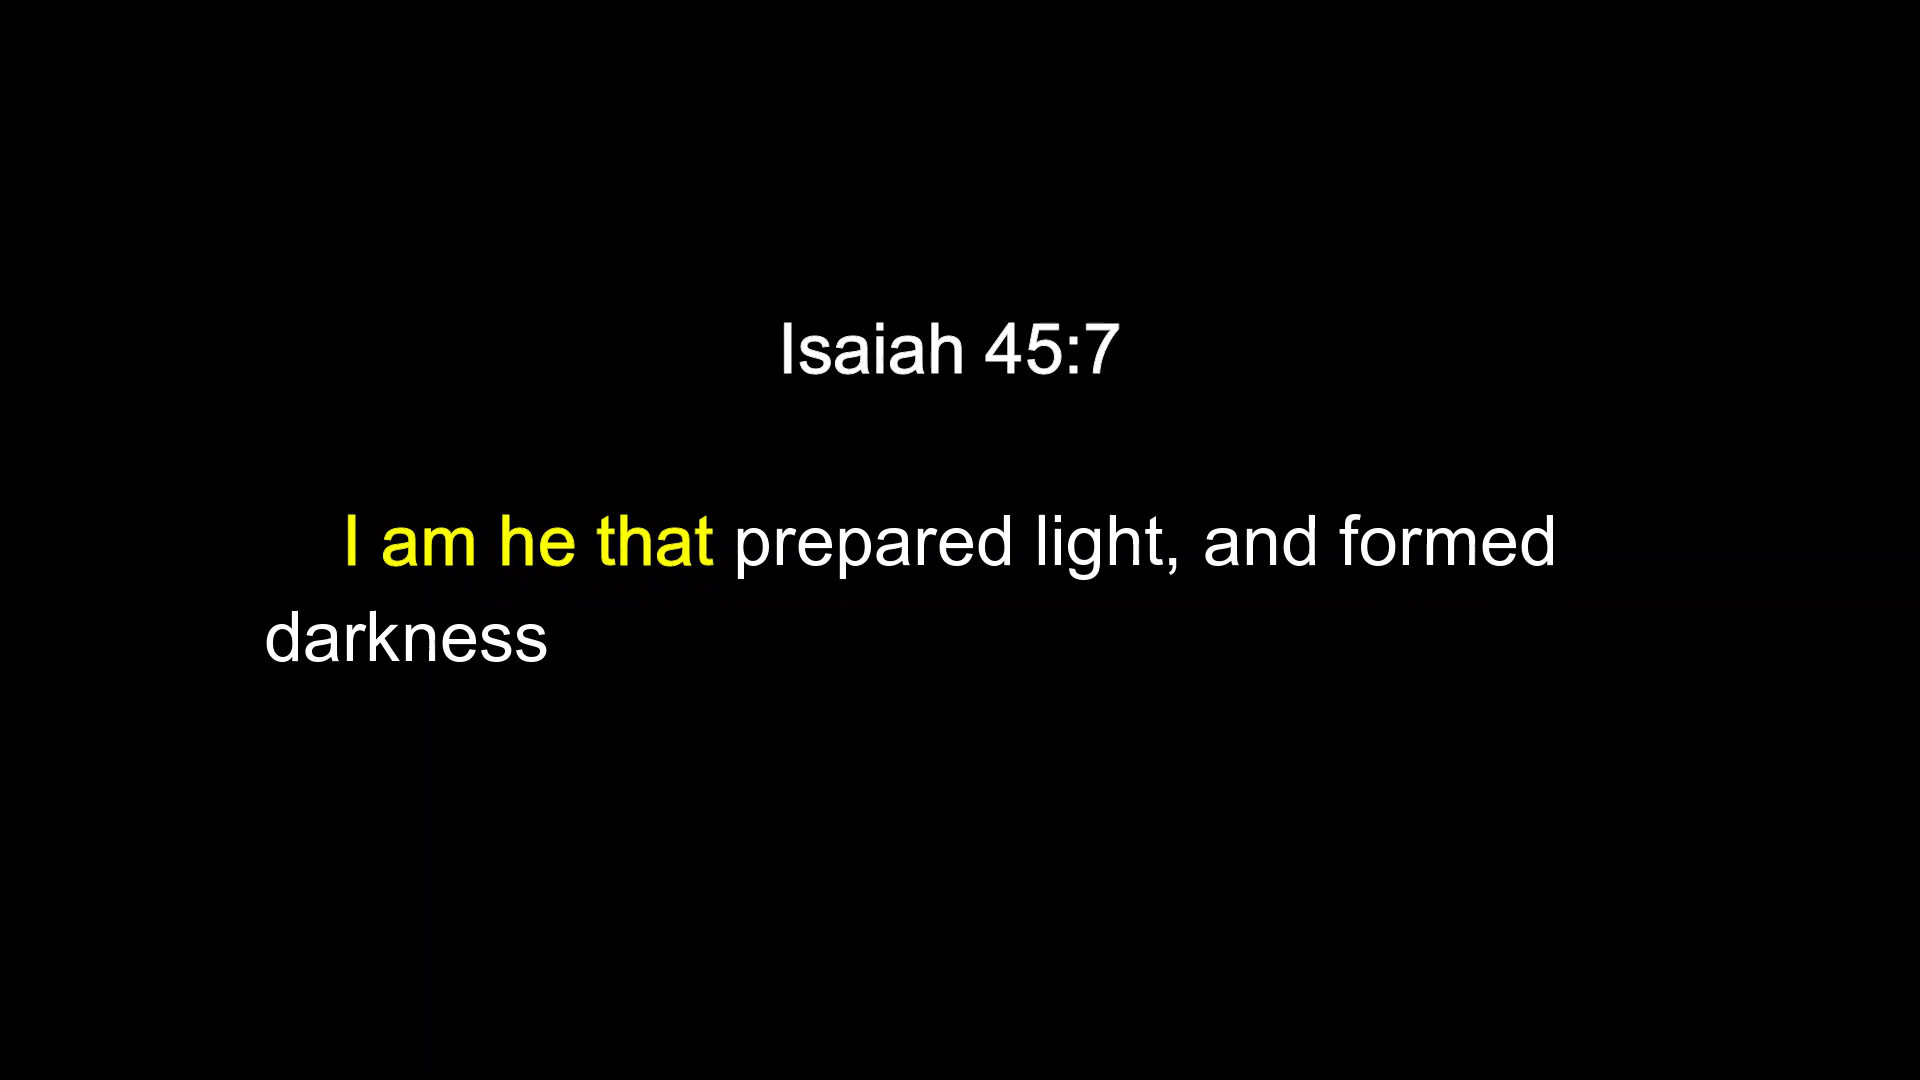 Isaiah 45:7
I am he that prepared light, and formed
darkness